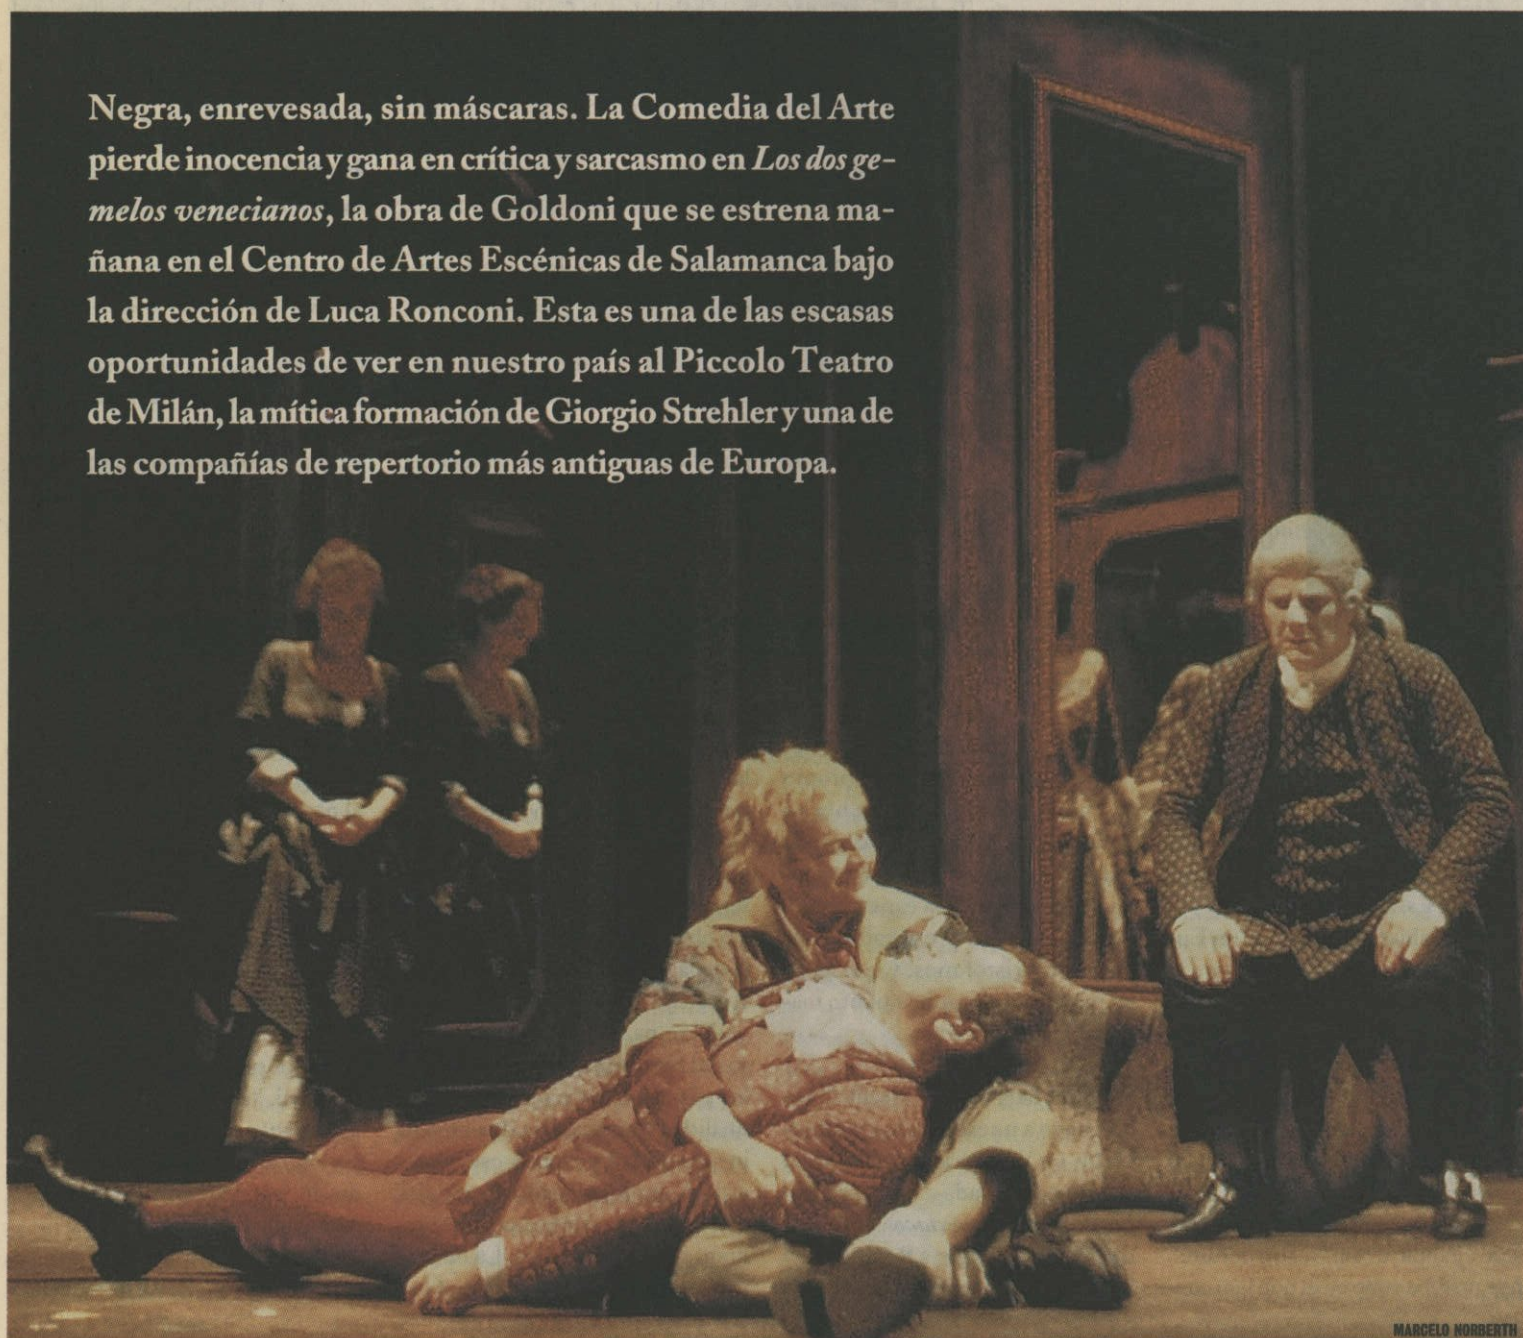 Negra, enrevesada, sin máscaras. La Comedia del Arte
pierde inocencia y gana en crítica y sarcasmo en Los dos ge-
melos venecianos, la obra de Goldoni que se estrena ma-
ñana en el Centro de Artes Escénicas de Salamanca bajo
la dirección de Luca Ronconi. Esta es una de las escasas
oportunidades de ver en nuestro país al Piccolo Teatro
de Milán, la mítica formación de Giorgio Strehler y una de
las compañías de repertorio más antiguas de Europa.
MARCELO NORBERTH